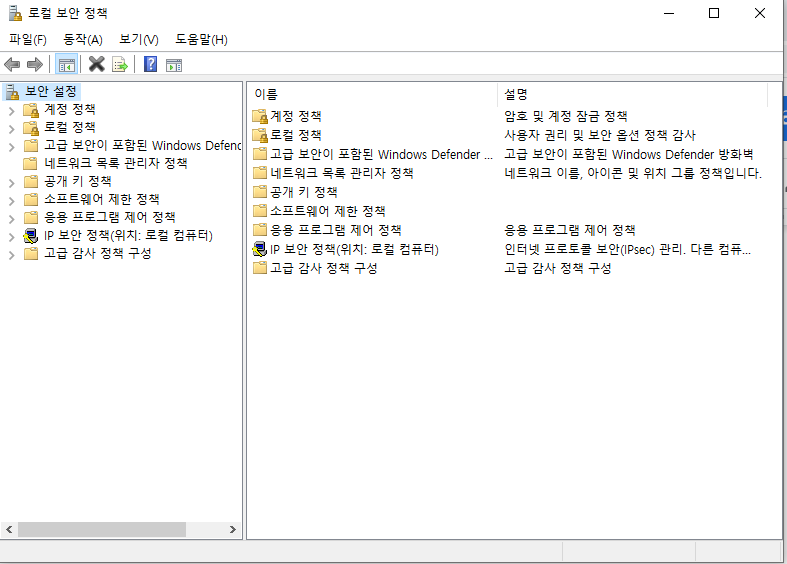 로컬 보안 정책
파일(F) 동작(A) 보기(V) 도움말(H)
보안 설정
계정 정책
로컬 정책
고급 보안이 포함된 Windows Defenc
네트워크 목록 관리자 정책
공개 키 정책
소프트웨어 제한 정책
응용 프로그램 제어 정책
IP 보안 정책(위치: 로컬 컴퓨터)
고급 감사 정책 구성
이름 설명
계정 정책 암호 및 계정 잠금 정책
로컬 정책 사용자 권리 및 보안 옵션 정책 감사
고급 보안이 포함된 Windows Defender ... 고급 보안이 포함된 Windows Defender 방화벽
네트워크 목록 관리자 정책 네트워크 이름, 아이콘 및 위치 그룹 정책입니다.
공개 키 정책
소프트웨어 제한 정책
응용 프로그램 제어 정책 응용 프로그램 제어 정책
IP 보안 정책(위치: 로컬 컴퓨터) 인터넷 프로토콜 보안(IPsec) 관리. 다른 컴퓨...
고급 감사 정책 구성 고급 감사 정책 구성